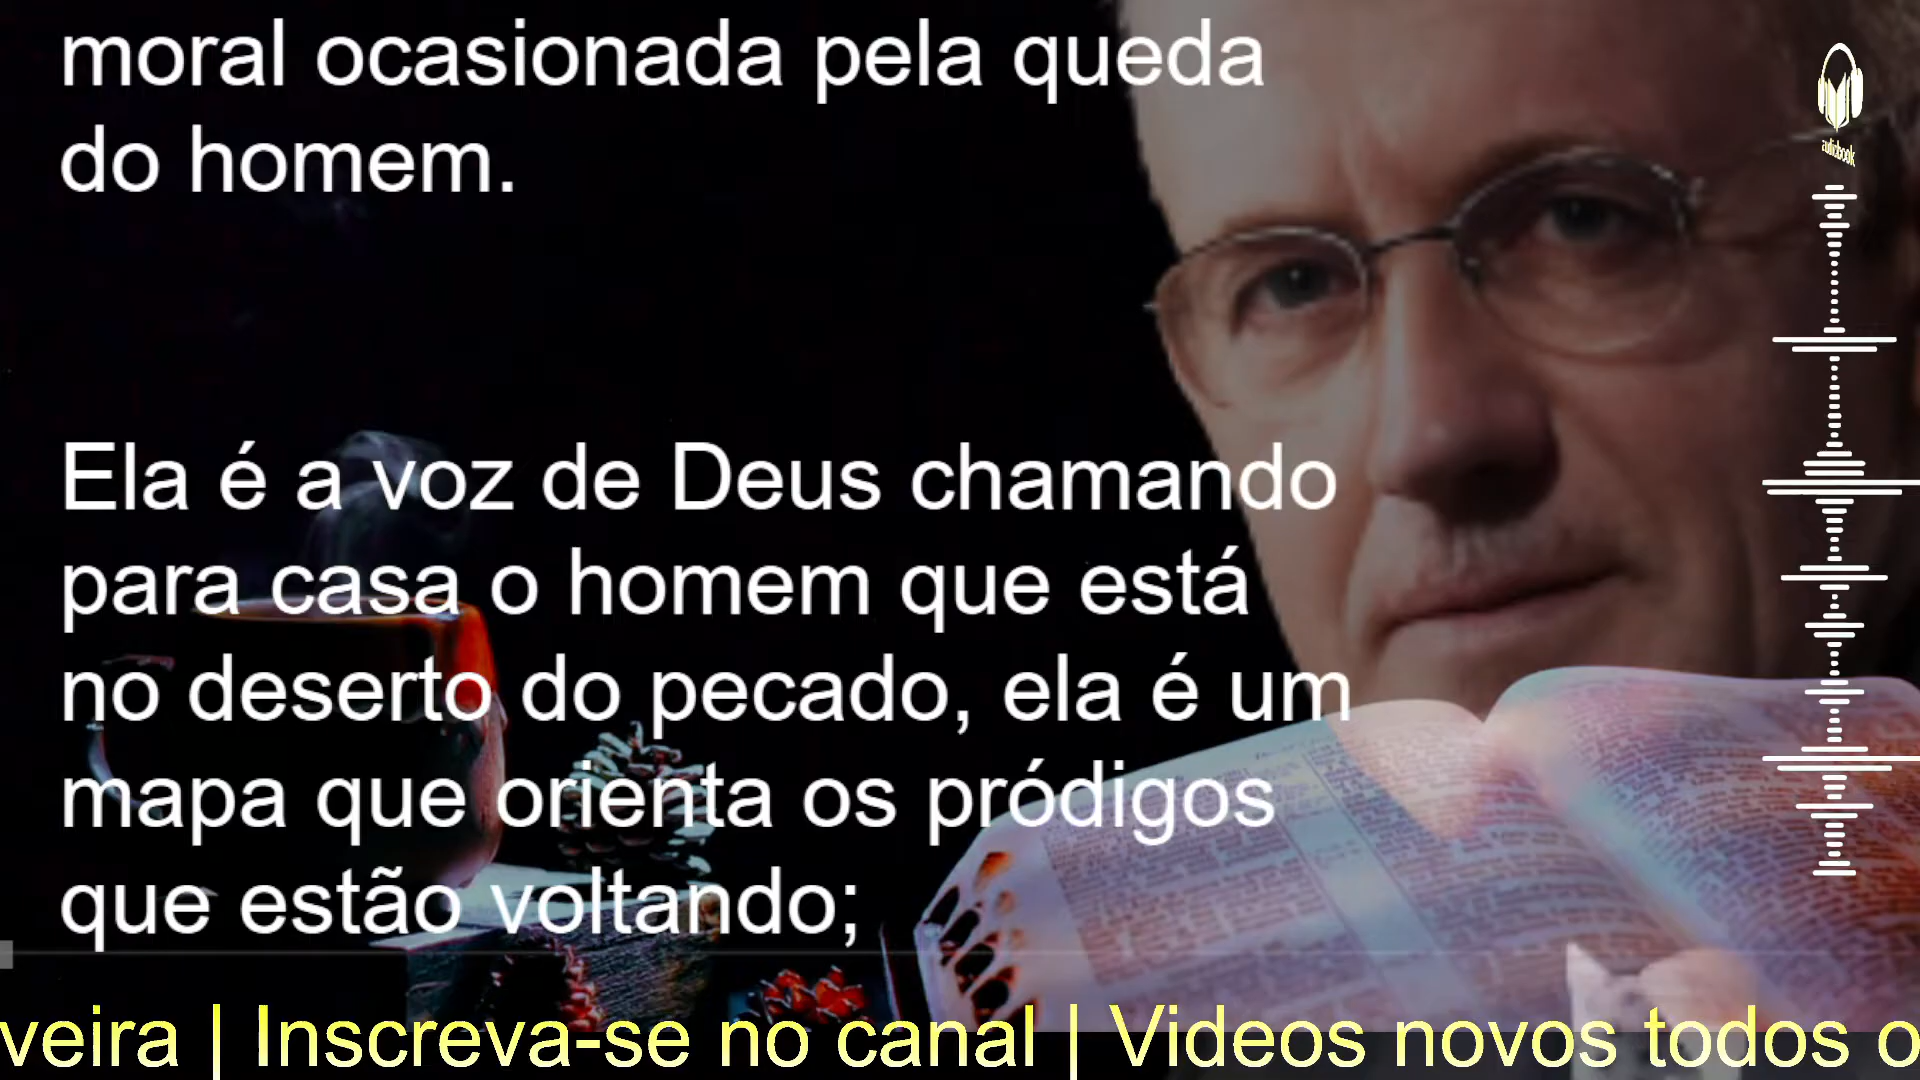 moral ocasionada pela queda
do homem.
Ela é a voz de Deus chamando
para casa o homem que está
no deserto do pecado, ela é um
mapa que orienta os pródigos
que estão voltando;
audiobook
veira | Inscreva-se no canal | Videos novos todos o